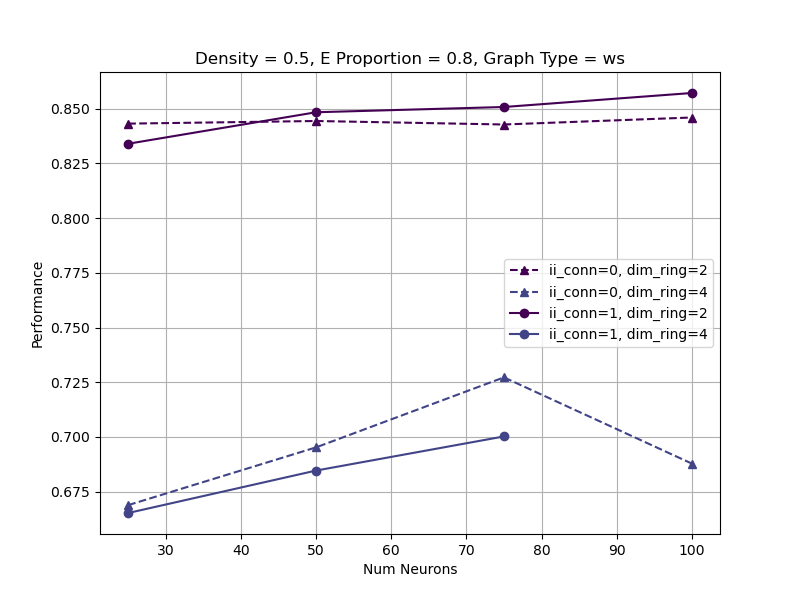 Density = 0.5, E Proportion = 0.8, Graph Type = ws
0.850
0.825
0.800
0.775
0.750
0.725
0.700
0.675
Performance
ii_conn=0, dim_ring=2
ii_conn=0, dim_ring=4
ii_conn=1, dim_ring=2
ii_conn=1, dim_ring=4
30 40 50 60 70 80 90 100
Num Neurons